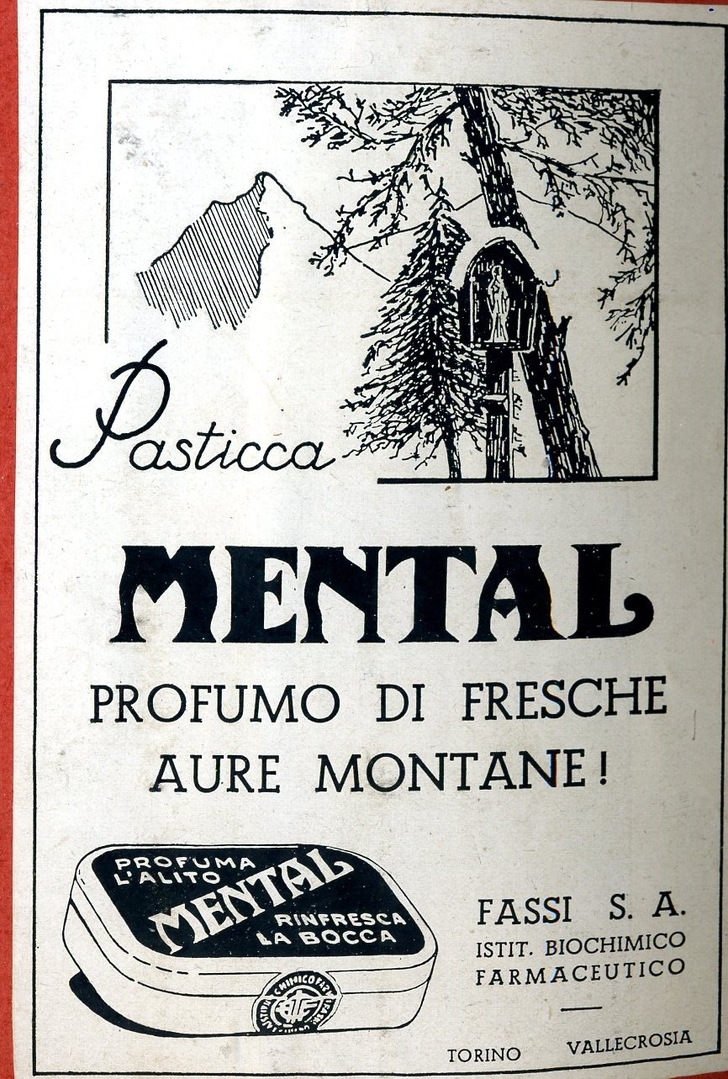 Pasticca
MENTAL
PROFUMO DI FRESCHE
AURE MONTANE!
PROFUMA
L'ALITO
MENTAL
RINFRESCA
LA BOCCA
FASSI S. A.
ISTIT. BIOCHIMICO
FARMACEUTICO
TORINO VALLECROSIA